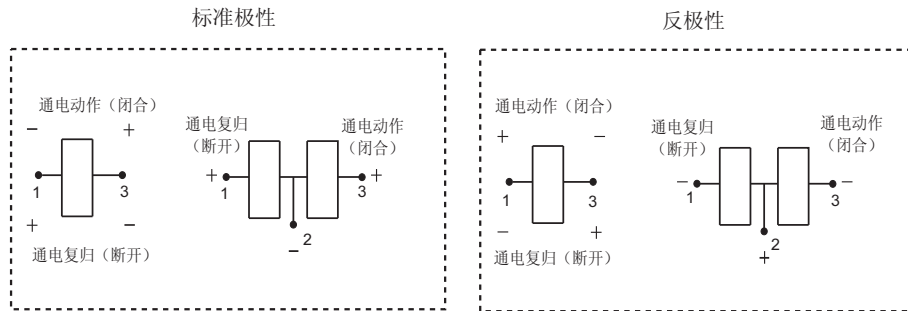 标准极性
通电动作（闭合）
− +
1 3
+ −
通电复归（断开）
通电复归
（断开）
通电动作
（闭合）
+ +
1 3
2
−
反极性
通电动作（闭合）
+ −
1 3
− +
通电复归（断开）
通电复归
（断开）
通电动作
（闭合）
− −
1 3
2
+